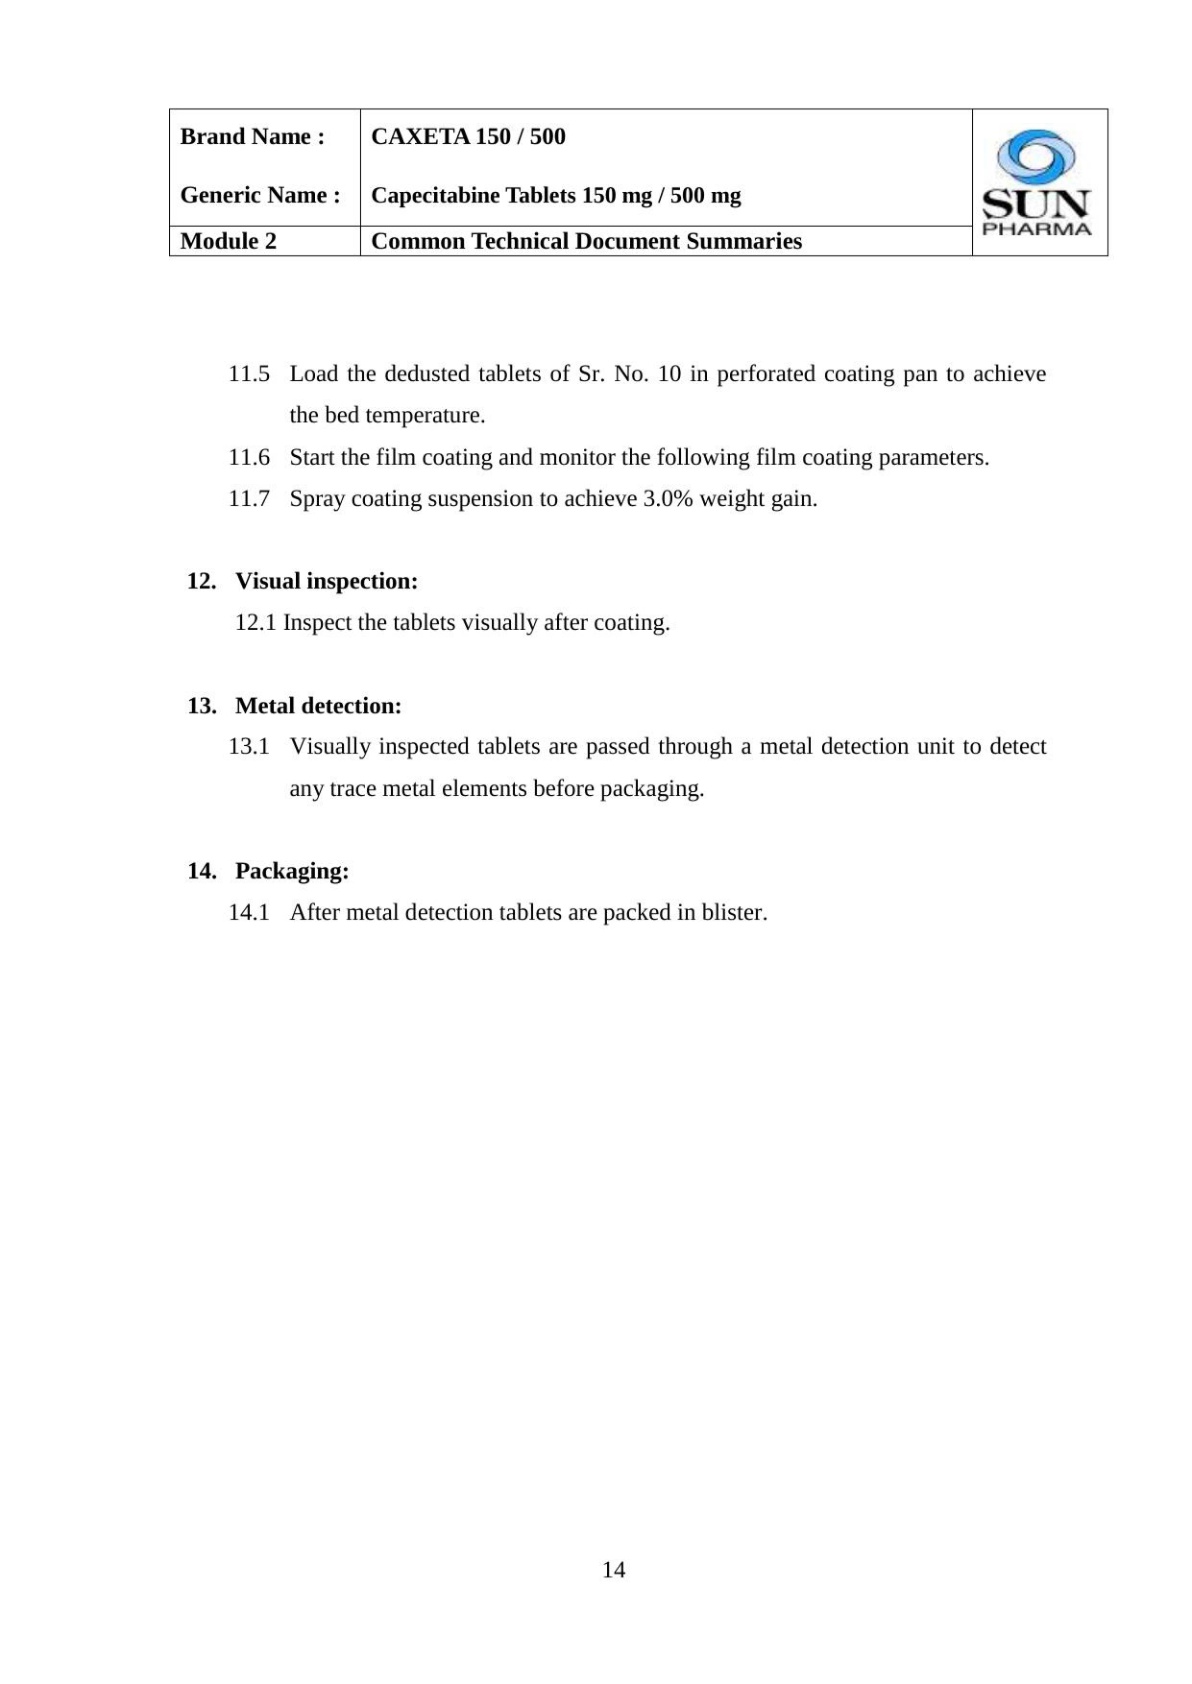 Brand Name : CAXETA 150 / 500
Generic Name : Capecitabine Tablets 150 mg / 500 mg
Module 2 Common Technical Document Summaries
SUN
PHARMA
11.5 Load the dedusted tablets of Sr. No. 10 in perforated coating pan to achieve
the bed temperature.
11.6 Start the film coating and monitor the following film coating parameters.
11.7 Spray coating suspension to achieve 3.0% weight gain.
12. Visual inspection:
12.1 Inspect the tablets visually after coating.
13. Metal detection:
13.1 Visually inspected tablets are passed through a metal detection unit to detect
any trace metal elements before packaging.
14. Packaging:
14.1 After metal detection tablets are packed in blister.
14